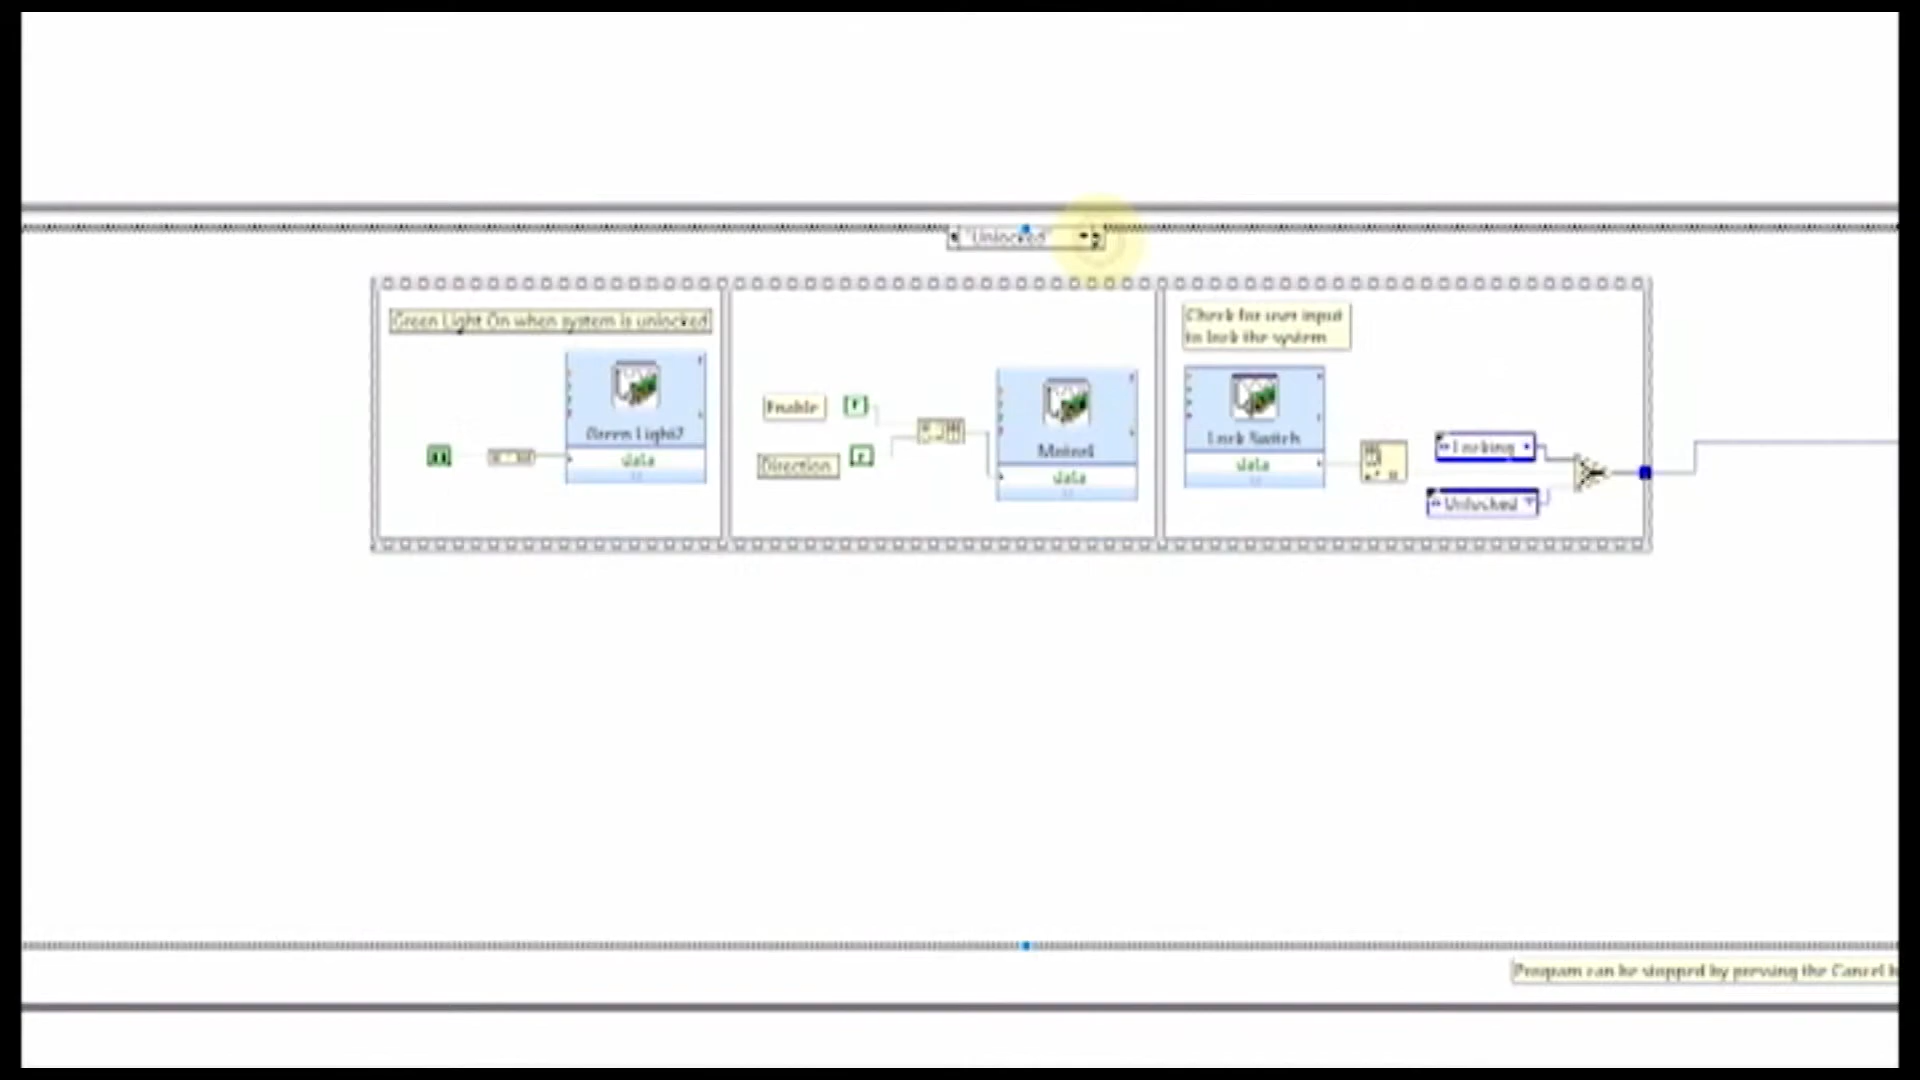 "Unlocked"
Green Light On when system is unlocked
Green Light2
data
Enable
F
Direction
F
data
Check for user input
to lock the system
Lock Switch
data
Locking
Unlocked
Program can be stopped by pressing the Cancel b